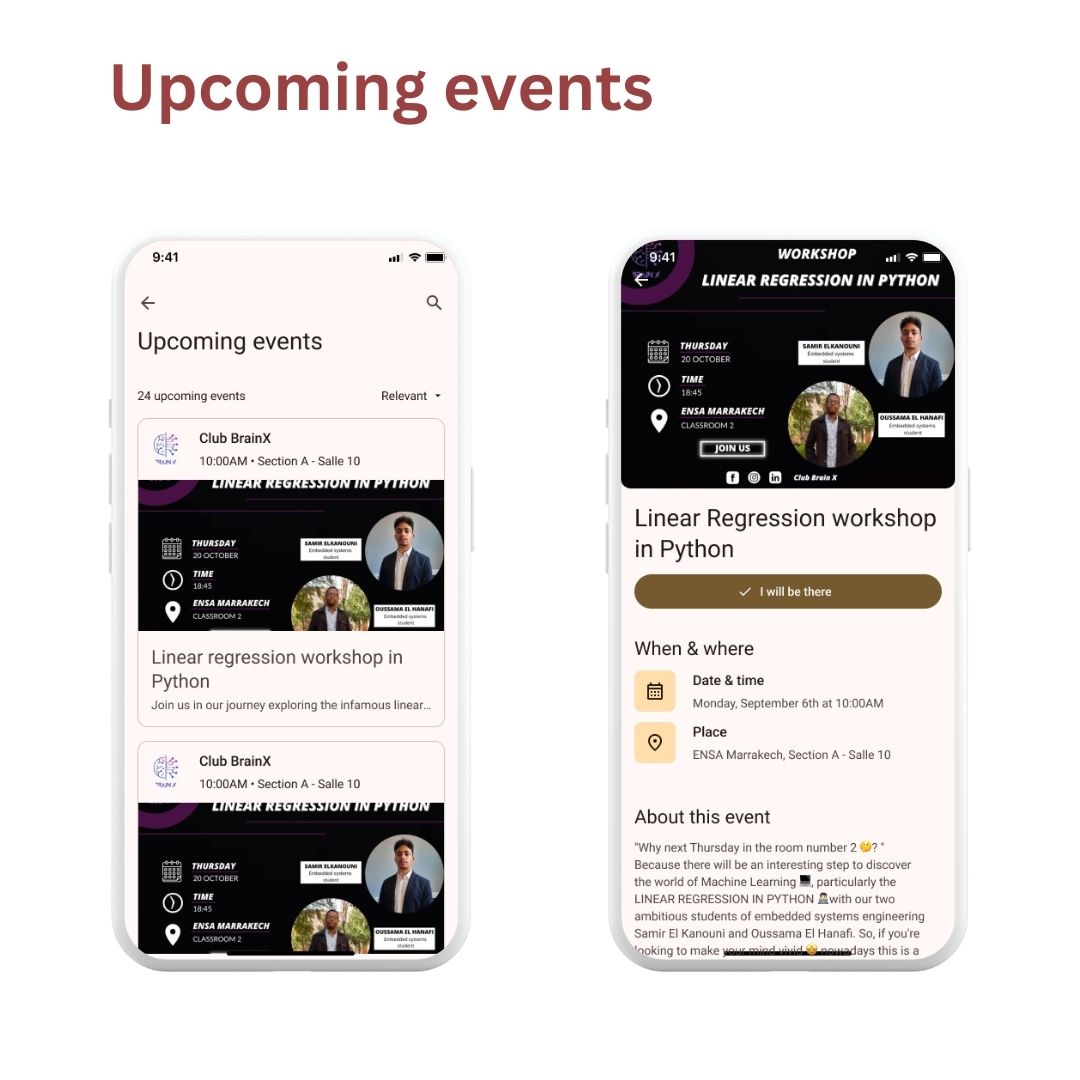 Upcoming events
9:41
Upcoming events
24 upcoming events
Relevant
Club BrainX
10:00AM • Section A - Salle 10
BRAIN X
LINEAR REGRESSION IN PYTHON
THURSDAY
20 OCTOBER
TIME
18:45
ENSA MARRAKECH
CLASSROOM 2
SAMIR ELKANOUNI
Embedded systems
student
OUSSAMA EL HANAFI
Embedded systems
student
Linear regression workshop in
Python
Join us in our journey exploring the infamous linear...
Club BrainX
10:00AM • Section A - Salle 10
BRAIN X
LINEAR REGRESSION IN PYTHON
THURSDAY
20 OCTOBER
TIME
18:45
ENSA MARRAKECH
CLASSROOM 2
SAMIR ELKANOUNI
Embedded systems
student
OUSSAMA EL HANAFI
Embedded systems
student
9:41
BRAIN X
WORKSHOP
LINEAR REGRESSION IN PYTHON
THURSDAY
20 OCTOBER
TIME
18:45
ENSA MARRAKECH
CLASSROOM 2
JOIN US
SAMIR ELKANOUNI
Embedded systems
student
OUSSAMA EL HANAFI
Embedded systems
student
Club Brain X
Linear Regression workshop
in Python
I will be there
When & where
Date & time
Monday, September 6th at 10:00AM
Place
ENSA Marrakech, Section A - Salle 10
About this event
"Why next Thursday in the room number 2 🤔? "
Because there will be an interesting step to discover
the world of Machine Learning 💻, particularly the
LINEAR REGRESSION IN PYTHON 👨‍💻with our two
ambitious students of embedded systems engineering
Samir El Kanouni and Oussama El Hanafi. So, if you're
looking to make your mind vivid 🤩 nowadays this is a